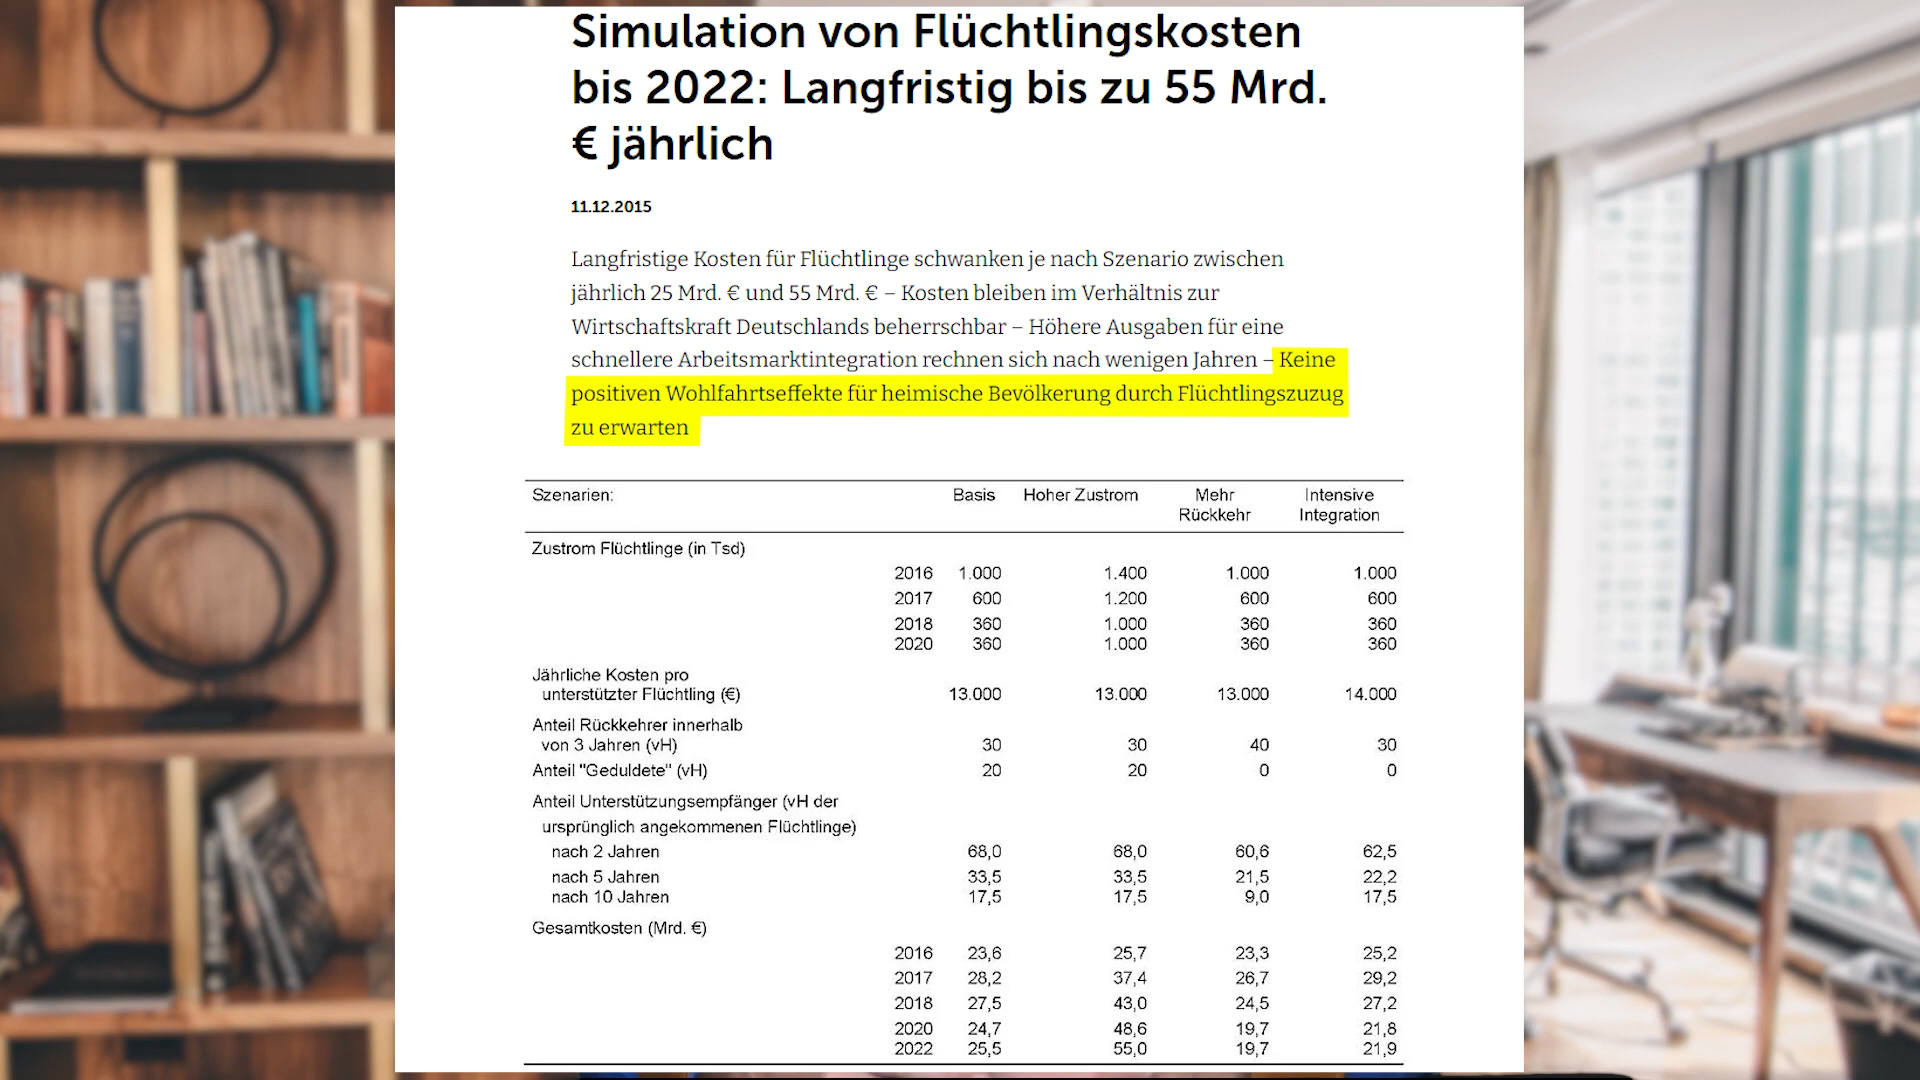 Simulation von Flüchtlingskosten
bis 2022: Langfristig bis zu 55 Mrd.
€ jährlich
11.12.2015
Langfristige Kosten für Flüchtlinge schwanken je nach Szenario zwischen
jährlich 25 Mrd. € und 55 Mrd. € – Kosten bleiben im Verhältnis zur
Wirtschaftskraft Deutschlands beherrschbar – Höhere Ausgaben für eine
schnellere Arbeitsmarktintegration rechnen sich nach wenigen Jahren – Keine
positiven Wohlfahrtseffekte für heimische Bevölkerung durch Flüchtlingszuzug
zu erwarten
Szenarien: Basis Hoher Zustrom Mehr Intensive
Rückkehr Integration
Zustrom Flüchtlinge (in Tsd)
2016 1.000 1.400 1.000 1.000
2017 600 1.200 600 600
2018 360 1.000 360 360
2020 360 1.000 360 360
Jährliche Kosten pro
unterstützter Flüchtling (€) 13.000 13.000 13.000 14.000
Anteil Rückkehrer innerhalb
von 3 Jahren (vH) 30 30 40 30
Anteil "Geduldete" (vH) 20 20 0 0
Anteil Unterstützungsempfänger (vH der
ursprünglich angekommenen Flüchtlinge)
nach 2 Jahren 68,0 68,0 60,6 62,5
nach 5 Jahren 33,5 33,5 21,5 22,2
nach 10 Jahren 17,5 17,5 9,0 17,5
Gesamtkosten (Mrd. €)
2016 23,6 25,7 23,3 25,2
2017 28,2 37,4 26,7 29,2
2018 27,5 43,0 24,5 27,2
2020 24,7 48,6 19,7 21,8
2022 25,5 55,0 19,7 21,9